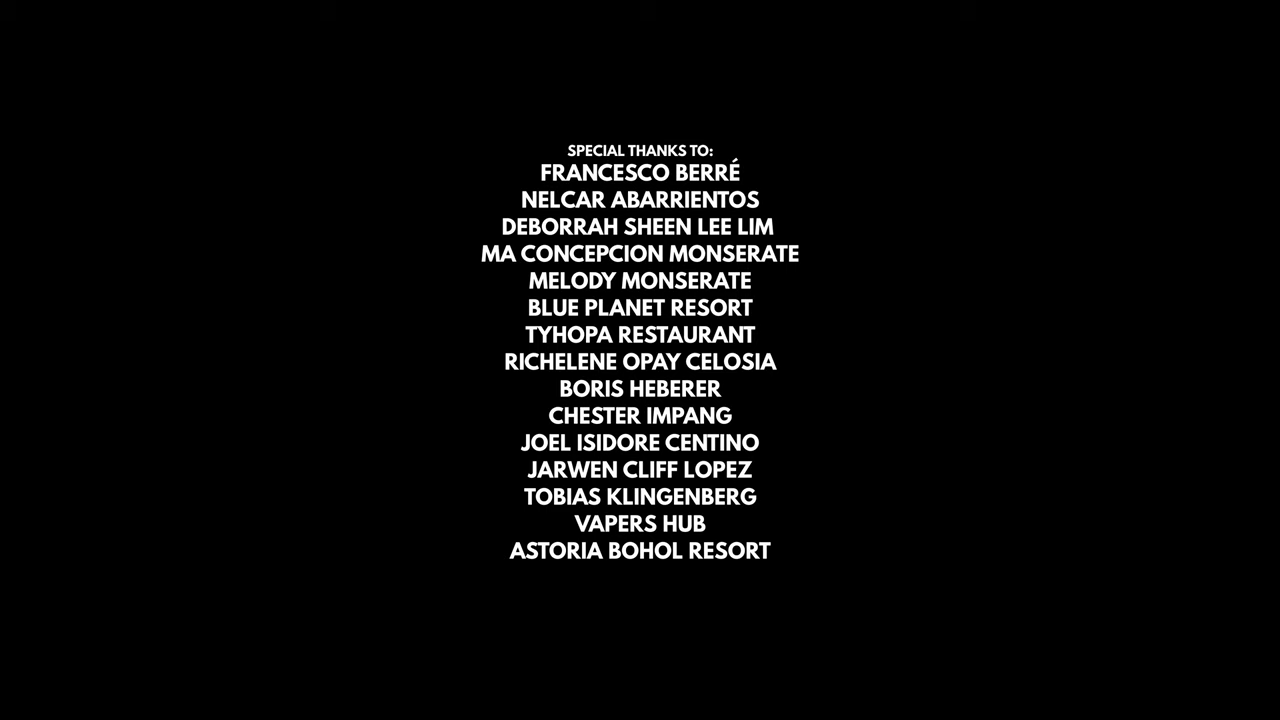 SPECIAL THANKS TO:
FRANCESCO BERRÉ
NELCAR ABARRIENTOS
DEBORRAH SHEEN LEE LIM
MA CONCEPCION MONSERATE
MELODY MONSERATE
BLUE PLANET RESORT
TYHOPA RESTAURANT
RICHELENE OPAY CELOSIA
BORIS HEBERER
CHESTER IMPANG
JOEL ISIDORE CENTINO
JARWEN CLIFF LOPEZ
TOBIAS KLINGENBERG
VAPERS HUB
ASTORIA BOHOL RESORT